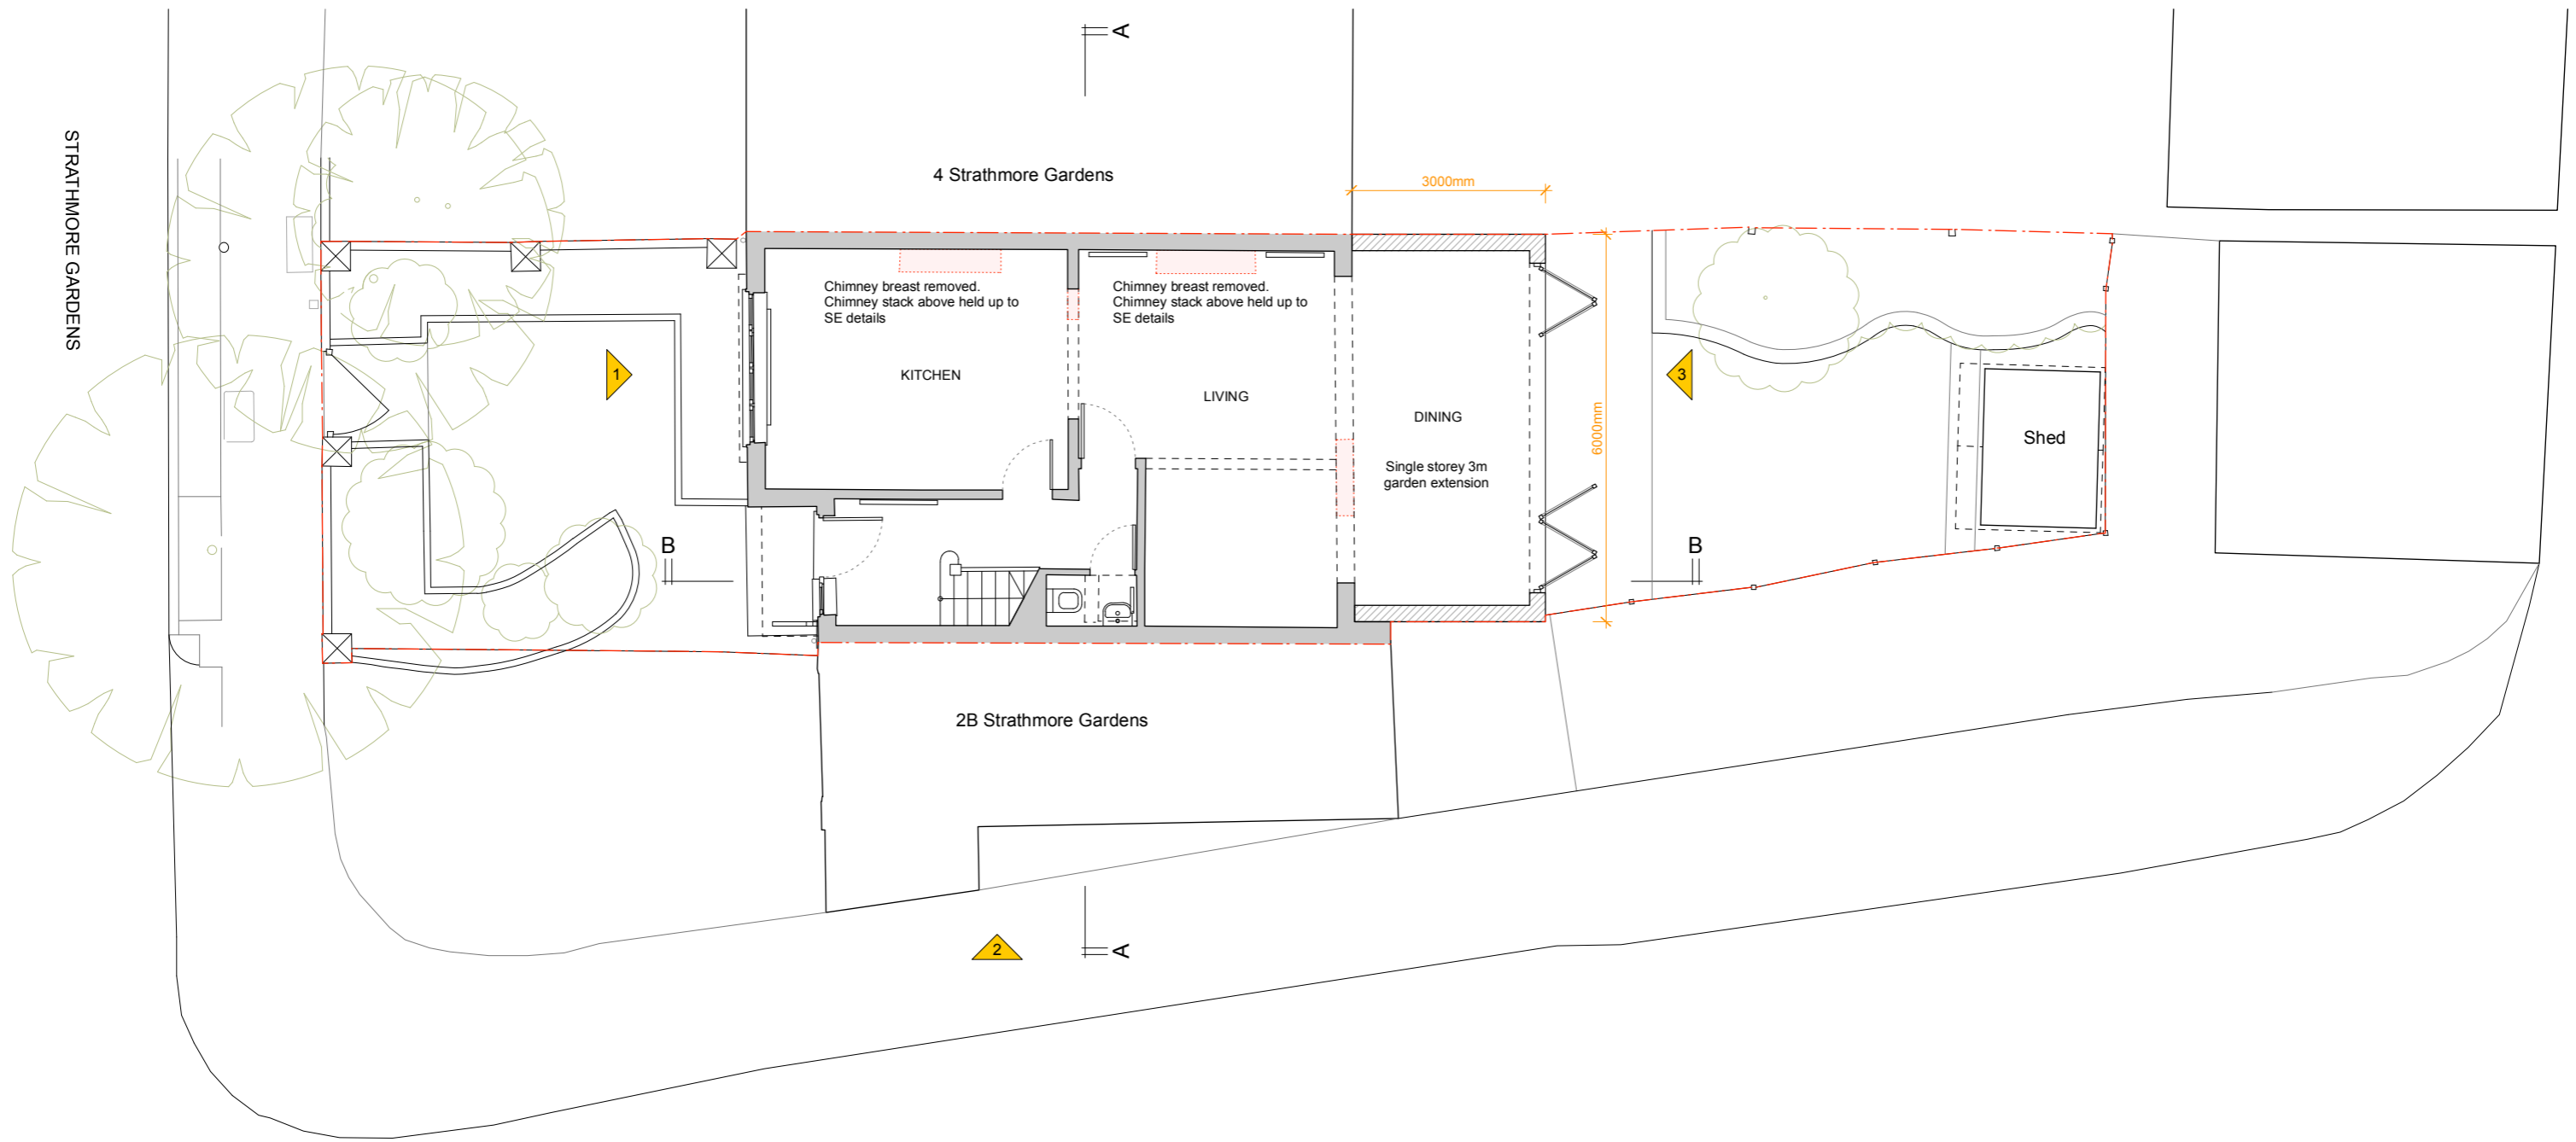 A
STRATHMORE GARDENS
4 Strathmore Gardens
3000mm
Chimney breast removed.
Chimney stack above held up to
SE details
Chimney breast removed.
Chimney stack above held up to
SE details
1
KITCHEN
LIVING
DINING
3
6000mm
Shed
Single storey 3m
garden extension
B
B
2B Strathmore Gardens
2
A